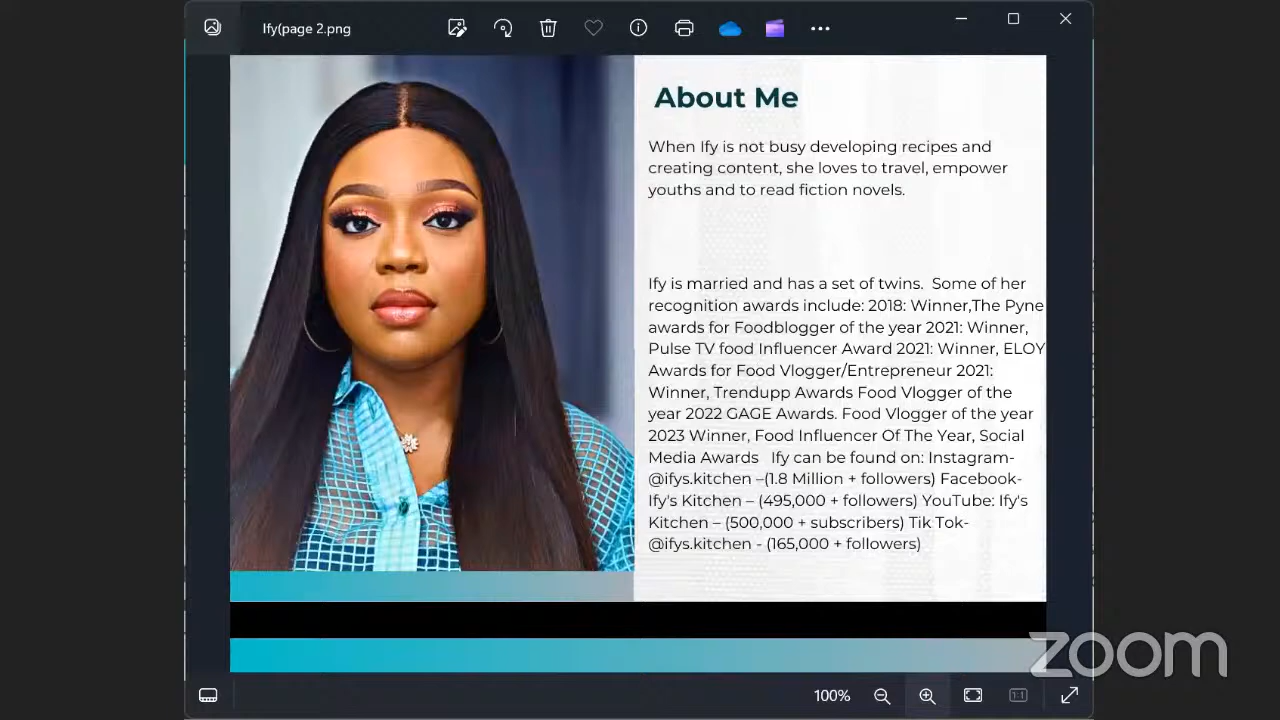 Ify(page 2.png
About Me
When Ify is not busy developing recipes and
creating content, she loves to travel, empower
youths and to read fiction novels.
Ify is married and has a set of twins.  Some of her
recognition awards include: 2018: Winner,The Pyne
awards for Foodblogger of the year 2021: Winner,
Pulse TV food Influencer Award 2021: Winner, ELOY
Awards for Food Vlogger/Entrepreneur 2021:
Winner, Trendupp Awards Food Vlogger of the
year 2022 GAGE Awards. Food Vlogger of the year
2023 Winner, Food Influencer Of The Year, Social
Media Awards   Ify can be found on: Instagram-
@ifys.kitchen –(1.8 Million + followers) Facebook-
Ify's Kitchen – (495,000 + followers) YouTube: Ify's
Kitchen – (500,000 + subscribers) Tik Tok-
@ifys.kitchen - (165,000 + followers)
zoom
100%
1:1